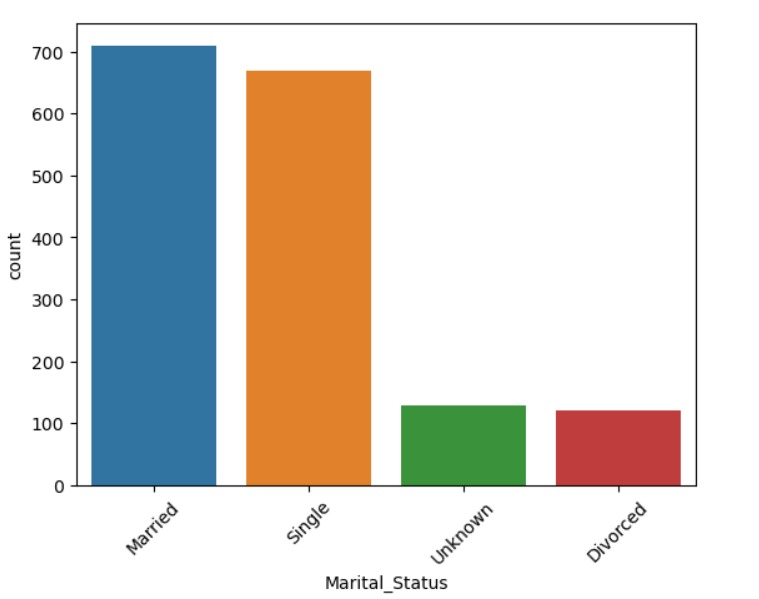 700
600
500
400
300
200
100
0
count
Married
Single
Unknown
Divorced
Marital_Status